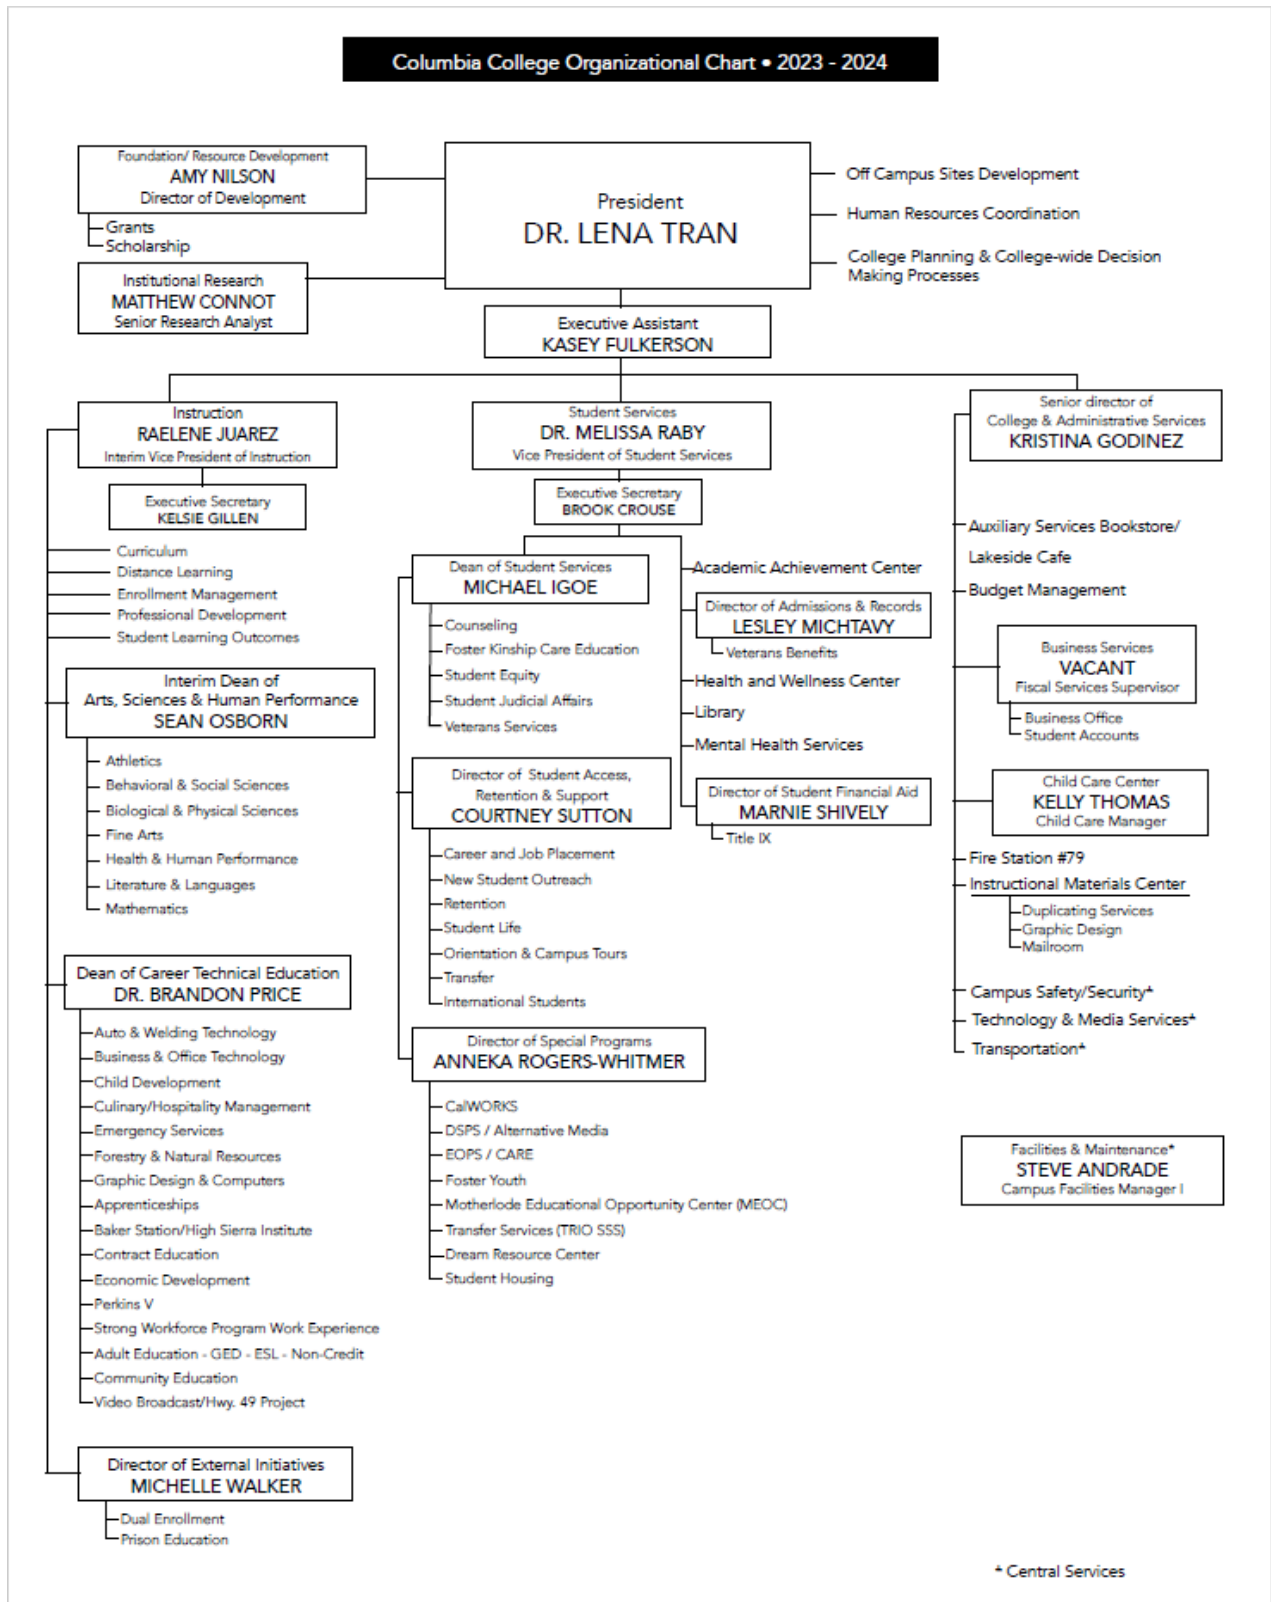 Columbia College Organizational Chart • 2023 - 2024
Foundation/ Resource Development
AMY NILSON
Director of Development
Grants
Scholarship
Institutional Research
MATTHEW CONNOT
Senior Research Analyst
President
DR. LENA TRAN
Off Campus Sites Development
Human Resources Coordination
College Planning & College-wide Decision
Making Processes
Executive Assistant
KASEY FULKERSON
Instruction
RAELENE JUAREZ
Interim Vice President of Instruction
Executive Secretary
KELSIE GILLEN
Curriculum
Distance Learning
Enrollment Management
Professional Development
Student Learning Outcomes
Interim Dean of
Arts, Sciences & Human Performance
SEAN OSBORN
Athletics
Behavioral & Social Sciences
Biological & Physical Sciences
Fine Arts
Health & Human Performance
Literature & Languages
Mathematics
Dean of Career Technical Education
DR. BRANDON PRICE
Auto & Welding Technology
Business & Office Technology
Child Development
Culinary/Hospitality Management
Emergency Services
Forestry & Natural Resources
Graphic Design & Computers
Apprenticeships
Baker Station/High Sierra Institute
Contract Education
Economic Development
Perkins V
Strong Workforce Program Work Experience
Adult Education - GED - ESL - Non-Credit
Community Education
Video Broadcast/Hwy. 49 Project
Director of External Initiatives
MICHELLE WALKER
Dual Enrollment
Prison Education
Student Services
DR. MELISSA RABY
Vice President of Student Services
Executive Secretary
BROOK CROUSE
Dean of Student Services
MICHAEL IGOE
Counseling
Foster Kinship Care Education
Student Equity
Student Judicial Affairs
Veterans Services
Director of Student Access,
Retention & Support
COURTNEY SUTTON
Career and Job Placement
New Student Outreach
Retention
Student Life
Orientation & Campus Tours
Transfer
International Students
Director of Special Programs
ANNEKA ROGERS-WHITMER
CalWORKS
DSPS / Alternative Media
EOPS / CARE
Foster Youth
Motherlode Educational Opportunity Center (MEOC)
Transfer Services (TRIO SSS)
Dream Resource Center
Student Housing
Academic Achievement Center
Director of Admissions & Records
LESLEY MICHTAVY
Veterans Benefits
Health and Wellness Center
Library
Mental Health Services
Director of Student Financial Aid
MARNIE SHIVELY
Title IX
Senior director of
College & Administrative Services
KRISTINA GODINEZ
Auxiliary Services Bookstore/
Lakeside Cafe
Budget Management
Business Services
VACANT
Fiscal Services Supervisor
Business Office
Student Accounts
Child Care Center
KELLY THOMAS
Child Care Manager
Fire Station #79
Instructional Materials Center
Duplicating Services
Graphic Design
Mailroom
Campus Safety/Security*
Technology & Media Services*
Transportation*
Facilities & Maintenance*
STEVE ANDRADE
Campus Facilities Manager I
* Central Services